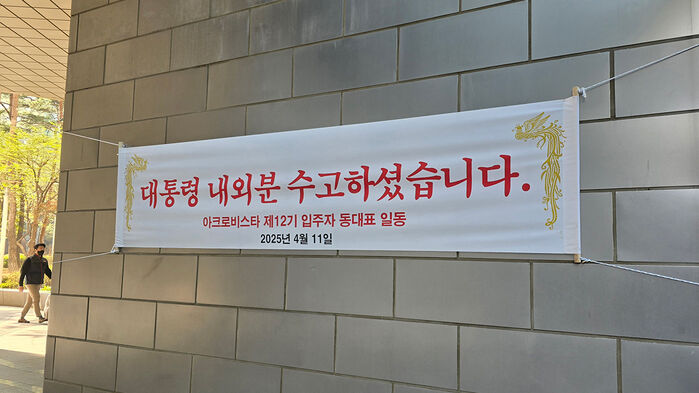 대통령 내외분 수고하셨습니다.
아크로비스타 제12기 입주자 동대표 일동
2025년 4월 11일